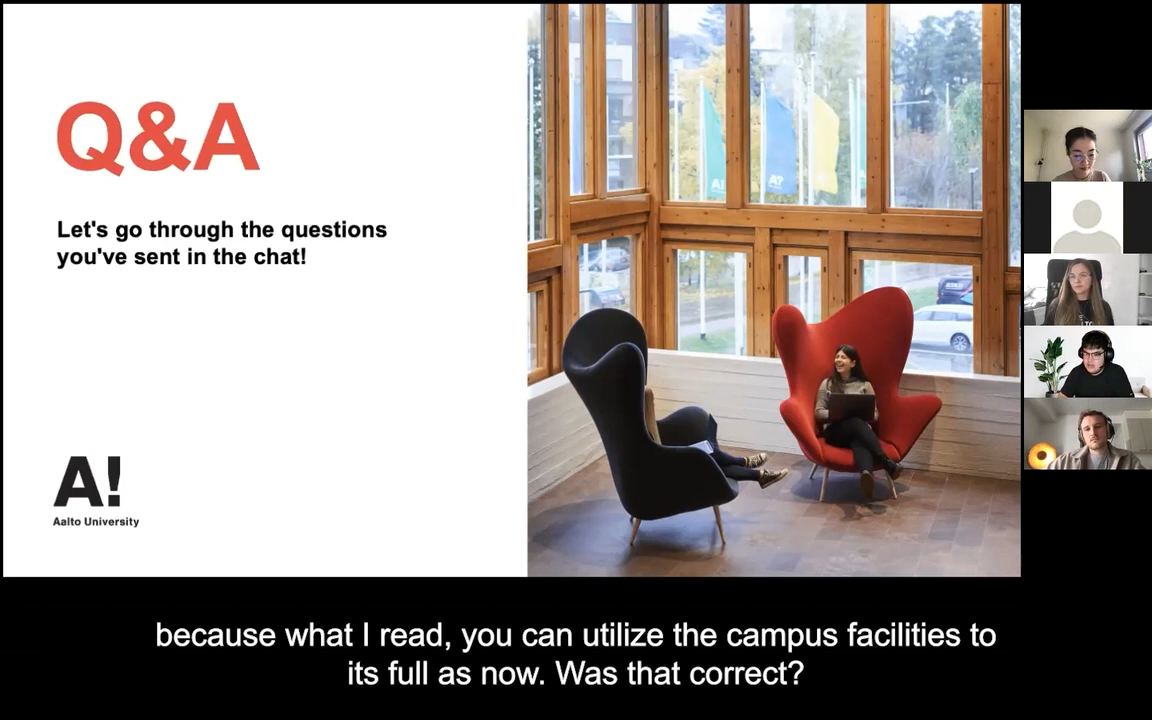 Q&A
Let's go through the questions
you've sent in the chat!
A!
Aalto University
A!
A?
because what I read, you can utilize the campus facilities to
its full as now. Was that correct?